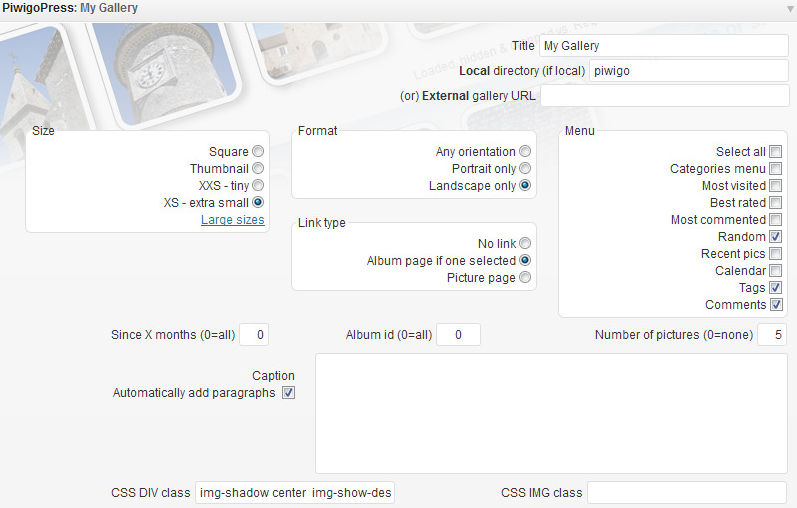 PiwigoPress: My Gallery
Loaded, hidden &
vs. Re
Title My Gallery
Local directory (if local) piwigo
(or) External gallery URL
Size
Square
Thumbnail
XXS - tiny
XS - extra small
Large sizes
Format
Any orientation
Portrait only
Landscape only
Link type
No link
Album page if one selected
Picture page
Menu
Select all
Categories menu
Most visited
Best rated
Most commented
Random
Recent pics
Calendar
Tags
Comments
Since X months (0=all) 0
Album id (0=all) 0
Number of pictures (0=none) 5
Caption
Automatically add paragraphs
CSS DIV class img-shadow center img-show-des
CSS IMG class